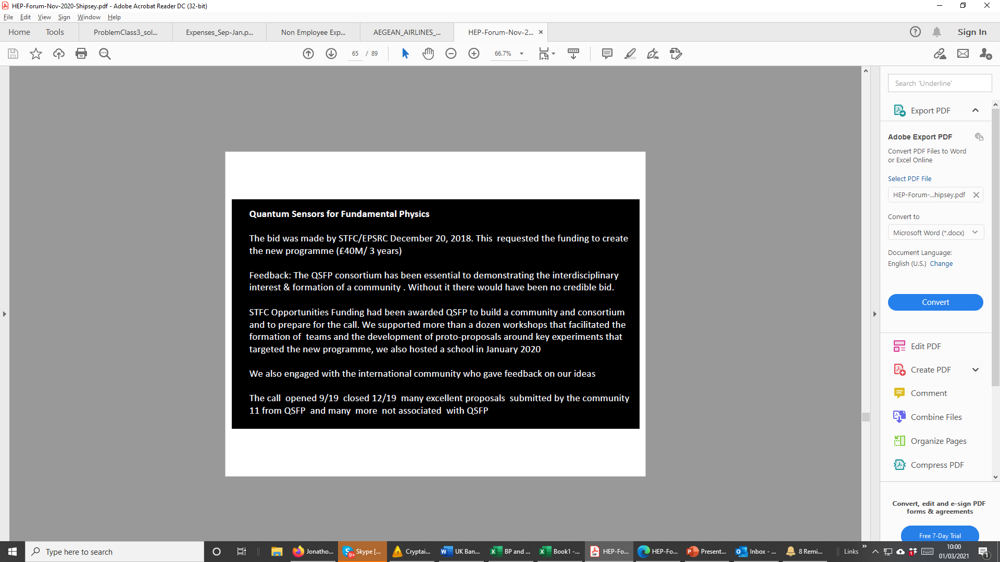 HEP-Forum-Nov-2020-Shipsey.pdf - Adobe Acrobat Reader DC (32-bit)
File Edit View Sign Window Help
Home Tools ProblemClass3_sol... Expenses_Sep-Jan.p... Non Employee Exp... AEGEAN_AIRLINES_... HEP-Forum-Nov-2... Sign In
65 / 89 66.7%
Search 'Underline'
Export PDF
Adobe Export PDF
Convert PDF Files to Word
or Excel Online
Select PDF File
HEP-Forum-...hipsey.pdf
Convert to
Microsoft Word (*.docx)
Document Language:
English (U.S.) Change
Convert
Edit PDF
Create PDF
Comment
Combine Files
Organize Pages
Compress PDF
Convert, edit and e-sign PDF
forms & agreements
Free 7-Day Trial
Quantum Sensors for Fundamental Physics
The bid was made by STFC/EPSRC December 20, 2018. This requested the funding to create
the new programme (£40M/ 3 years)
Feedback: The QSFP consortium has been essential to demonstrating the interdisciplinary
interest & formation of a community . Without it there would have been no credible bid.
STFC Opportunities Funding had been awarded QSFP to build a community and consortium
and to prepare for the call. We supported more than a dozen workshops that facilitated the
formation of teams and the development of proto-proposals around key experiments that
targeted the new programme, we also hosted a school in January 2020
We also engaged with the international community who gave feedback on our ideas
The call opened 9/19 closed 12/19 many excellent proposals submitted by the community
11 from QSFP and many more not associated with QSFP
Type here to search
Jonatho... Skype [... 9+ Cryptai... UK Ban... BP and ... Book1 -... HEP-Fo... HEP-Fo... Present... Inbox - ... 8 Remi... Links
10:00
01/03/2021
1